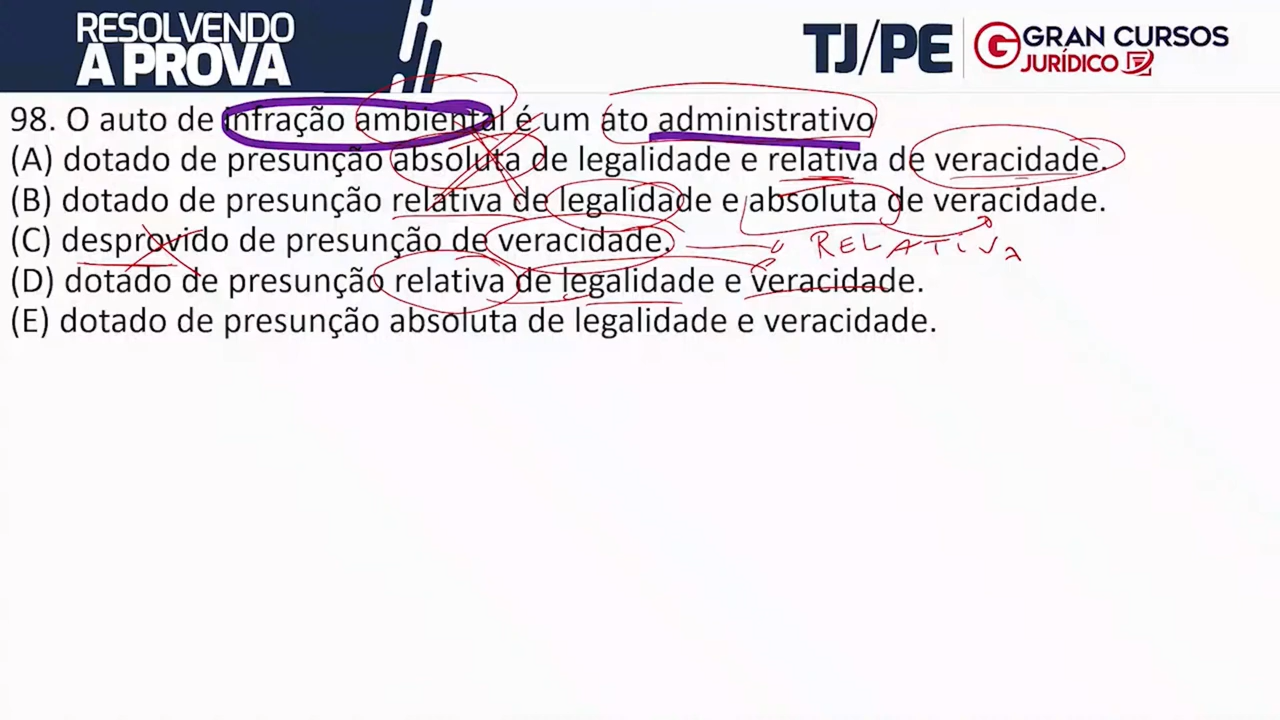 RESOLVENDO
A PROVA
TJ/PE
GRAN CURSOS
JURÍDICO
98. O auto de infração ambiental é um ato administrativo
(A) dotado de presunção absoluta de legalidade e relativa de veracidade.
(B) dotado de presunção relativa de legalidade e absoluta de veracidade.
(C) desprovido de presunção de veracidade.
RELATIVA
(D) dotado de presunção relativa de legalidade e veracidade.
(E) dotado de presunção absoluta de legalidade e veracidade.